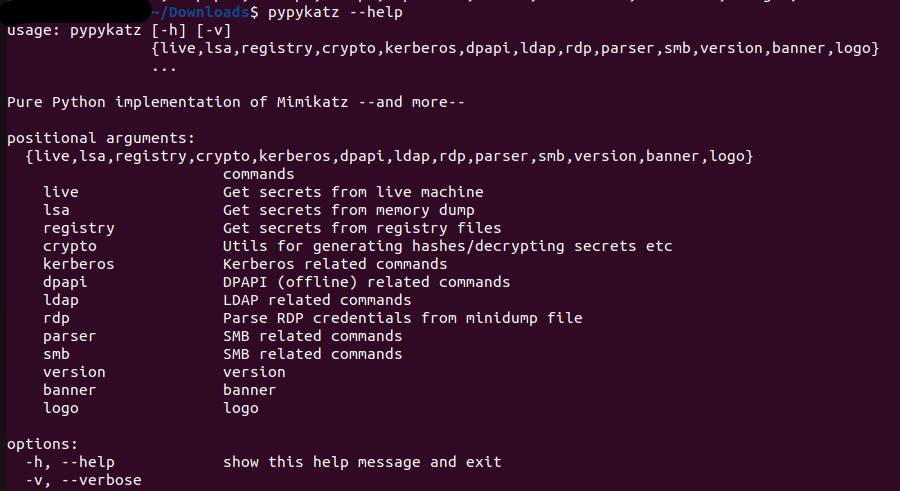 ~/Downloads$ pypykatz --help
usage: pypykatz [-h] [-v]
{live,lsa,registry,crypto,kerberos,dpapi,ldap,rdp,parser,smb,version,banner,logo}
...
Pure Python implementation of Mimikatz --and more--
positional arguments:
{live,lsa,registry,crypto,kerberos,dpapi,ldap,rdp,parser,smb,version,banner,logo}
commands
live Get secrets from live machine
lsa Get secrets from memory dump
registry Get secrets from registry files
crypto Utils for generating hashes/decrypting secrets etc
kerberos Kerberos related commands
dpapi DPAPI (offline) related commands
ldap LDAP related commands
rdp Parse RDP credentials from minidump file
parser SMB related commands
smb SMB related commands
version version
banner banner
logo logo
options:
-h, --help show this help message and exit
-v, --verbose